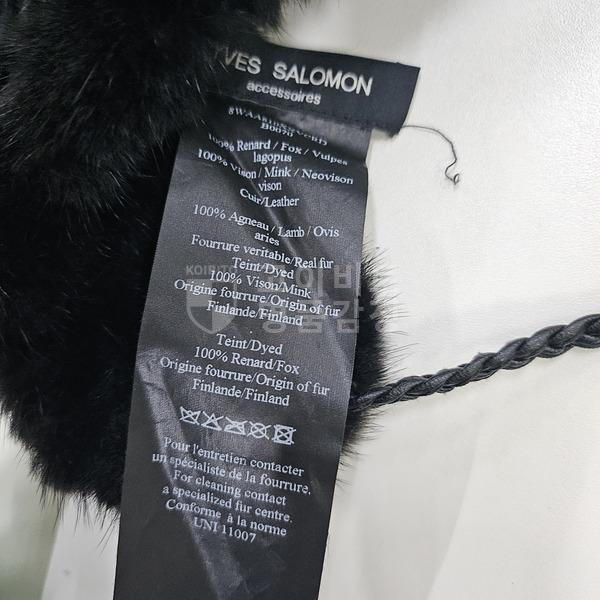 YVES SALOMON
accessoires
B0070
100% Renard / Fox / Vulpes
lagopus
100% Vison / Mink / Neovison
vison
Cuir/Leather
100% Agneau / Lamb / Ovis
aries
Fourrure veritable/Real fur
Teint/Dyed
100% Vison/Mink
Origine fourrure/Origin of fur
Finlande/Finland
.
Teint/Dyed
100% Renard/Fox
Origine fourrure/Origin of fur
Finlande/Finland
Pour l'entretien contacter
un spécialiste de la fourrure.
For cleaning contact
a specialized fur centre.
Conforme à la norme
UNI 11007